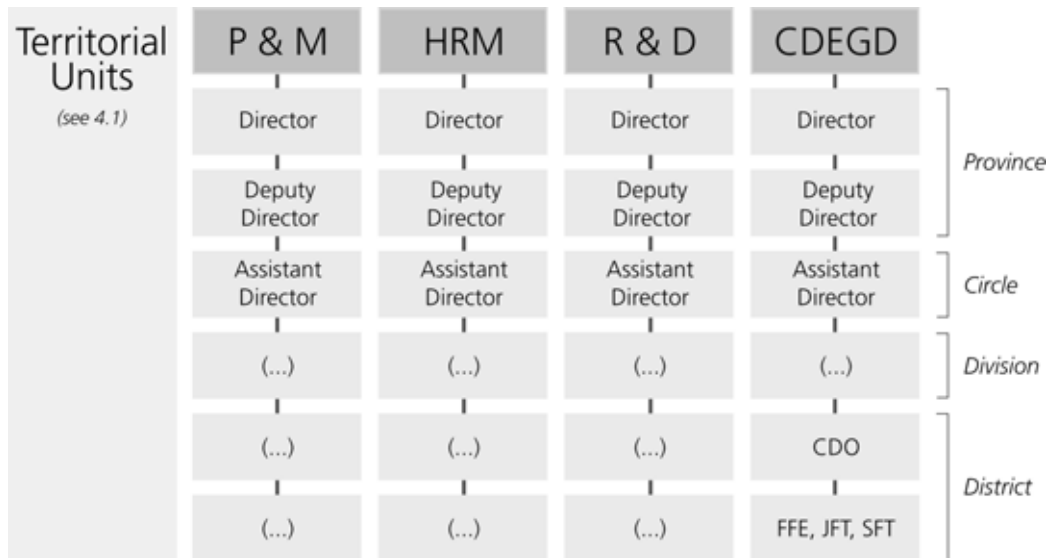 Territorial
Units
(see 4.1)
P & M
HRM
R & D
CDEGD
Director
Director
Director
Director
Province
Deputy
Director
Deputy
Director
Deputy
Director
Deputy
Director
Assistant
Director
Assistant
Director
Assistant
Director
Assistant
Director
Circle
(...)
(...)
(...)
(...)
Division
(...)
(...)
(...)
CDO
District
(...)
(...)
(...)
FFE, JFT, SFT